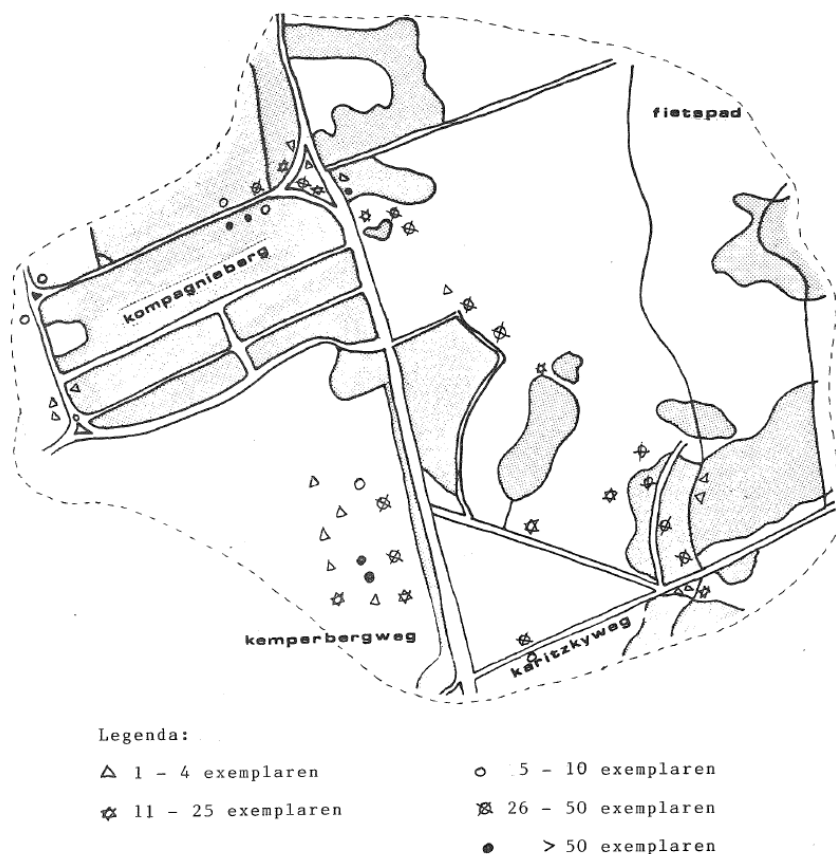 fietspad
kompagnieberg
kemperbergweg
karitzkyweg
Legenda:
1 - 4 exemplaren
5 - 10 exemplaren
11 - 25 exemplaren
26 - 50 exemplaren
> 50 exemplaren